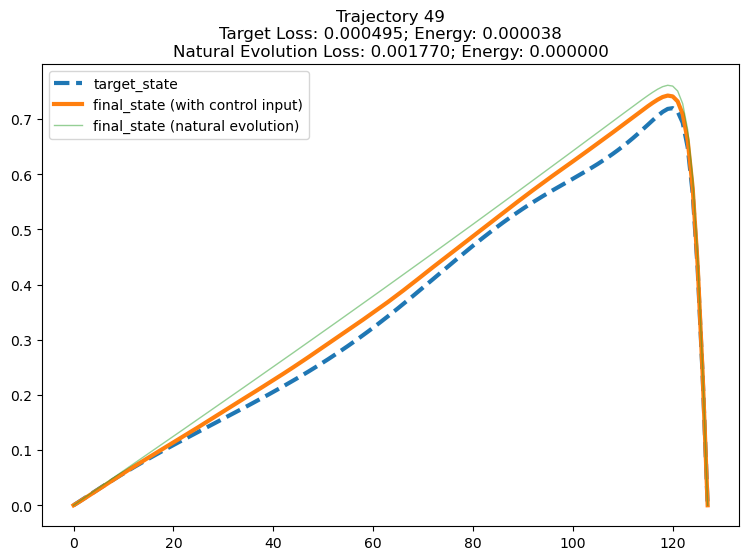 Trajectory 49
Target Loss: 0.000495; Energy: 0.000038
Natural Evolution Loss: 0.001770; Energy: 0.000000
target_state
final_state (with control input)
final_state (natural evolution)
0.7
0.6
0.5
0.4
0.3
0.2
0.1
0.0
0 20 40 60 80 100 120